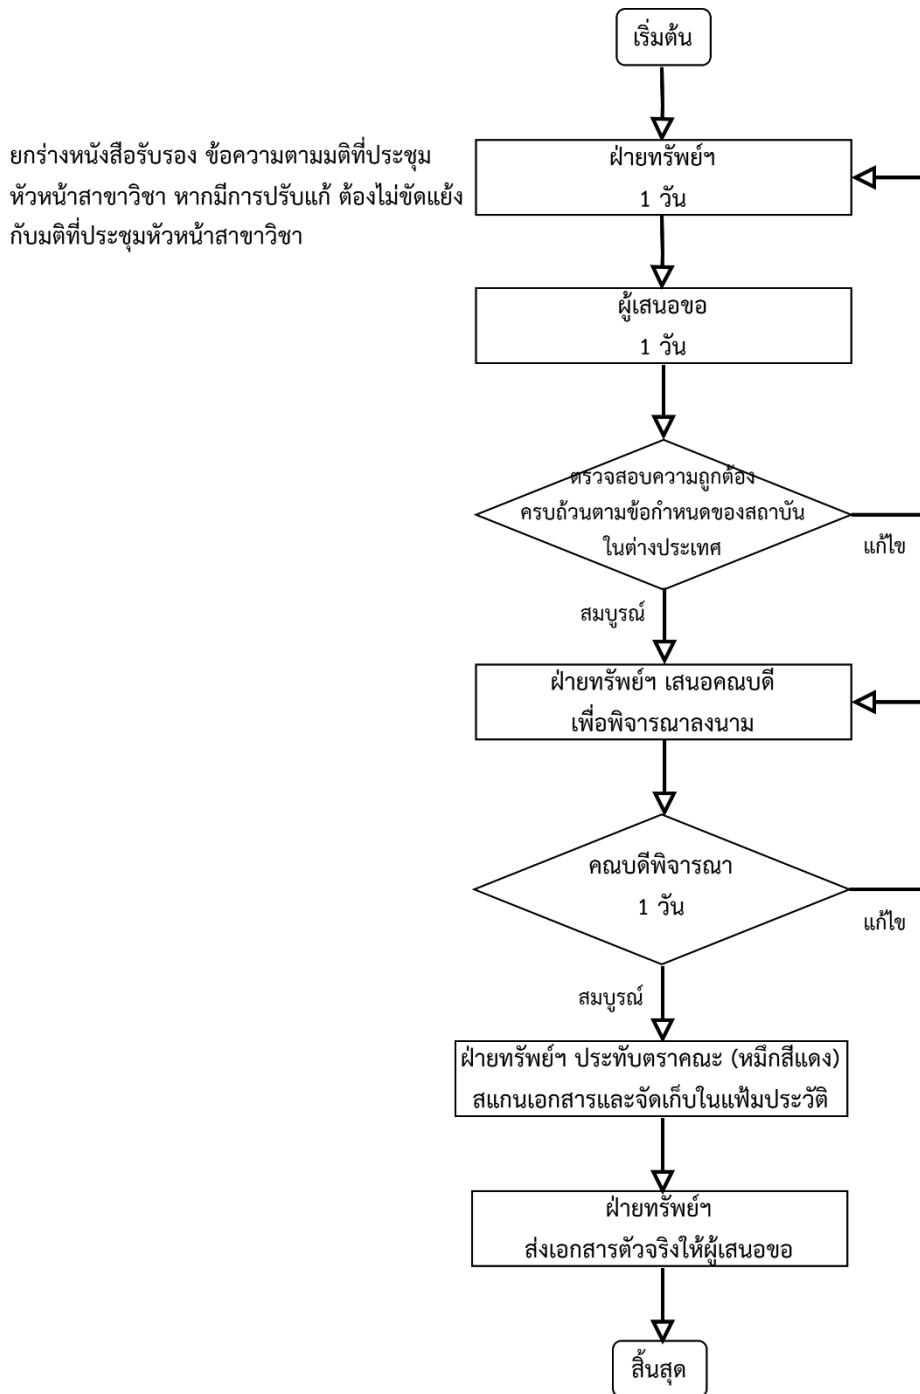 เริ่มต้น
ยกร่างหนังสือรับรอง ข้อความตามมติที่ประชุม
หัวหน้าสาขาวิชา หากมีการปรับแก้ ต้องไม่ขัดแย้ง
กับมติที่ประชุมหัวหน้าสาขาวิชา
ฝ่ายทรัพย์ฯ
1 วัน
ผู้เสนอขอ
1 วัน
ตรวจสอบความถูกต้อง
ครบถ้วนตามข้อกำหนดของสถาบัน
ในต่างประเทศ
แก้ไข
สมบูรณ์
ฝ่ายทรัพย์ฯ เสนอคณบดี
เพื่อพิจารณาลงนาม
คณบดีพิจารณา
1 วัน
แก้ไข
สมบูรณ์
ฝ่ายทรัพย์ฯ ประทับตราคณะ (หมึกสีแดง)
สแกนเอกสารและจัดเก็บในแฟ้มประวัติ
ฝ่ายทรัพย์ฯ
ส่งเอกสารตัวจริงให้ผู้เสนอขอ
สิ้นสุด